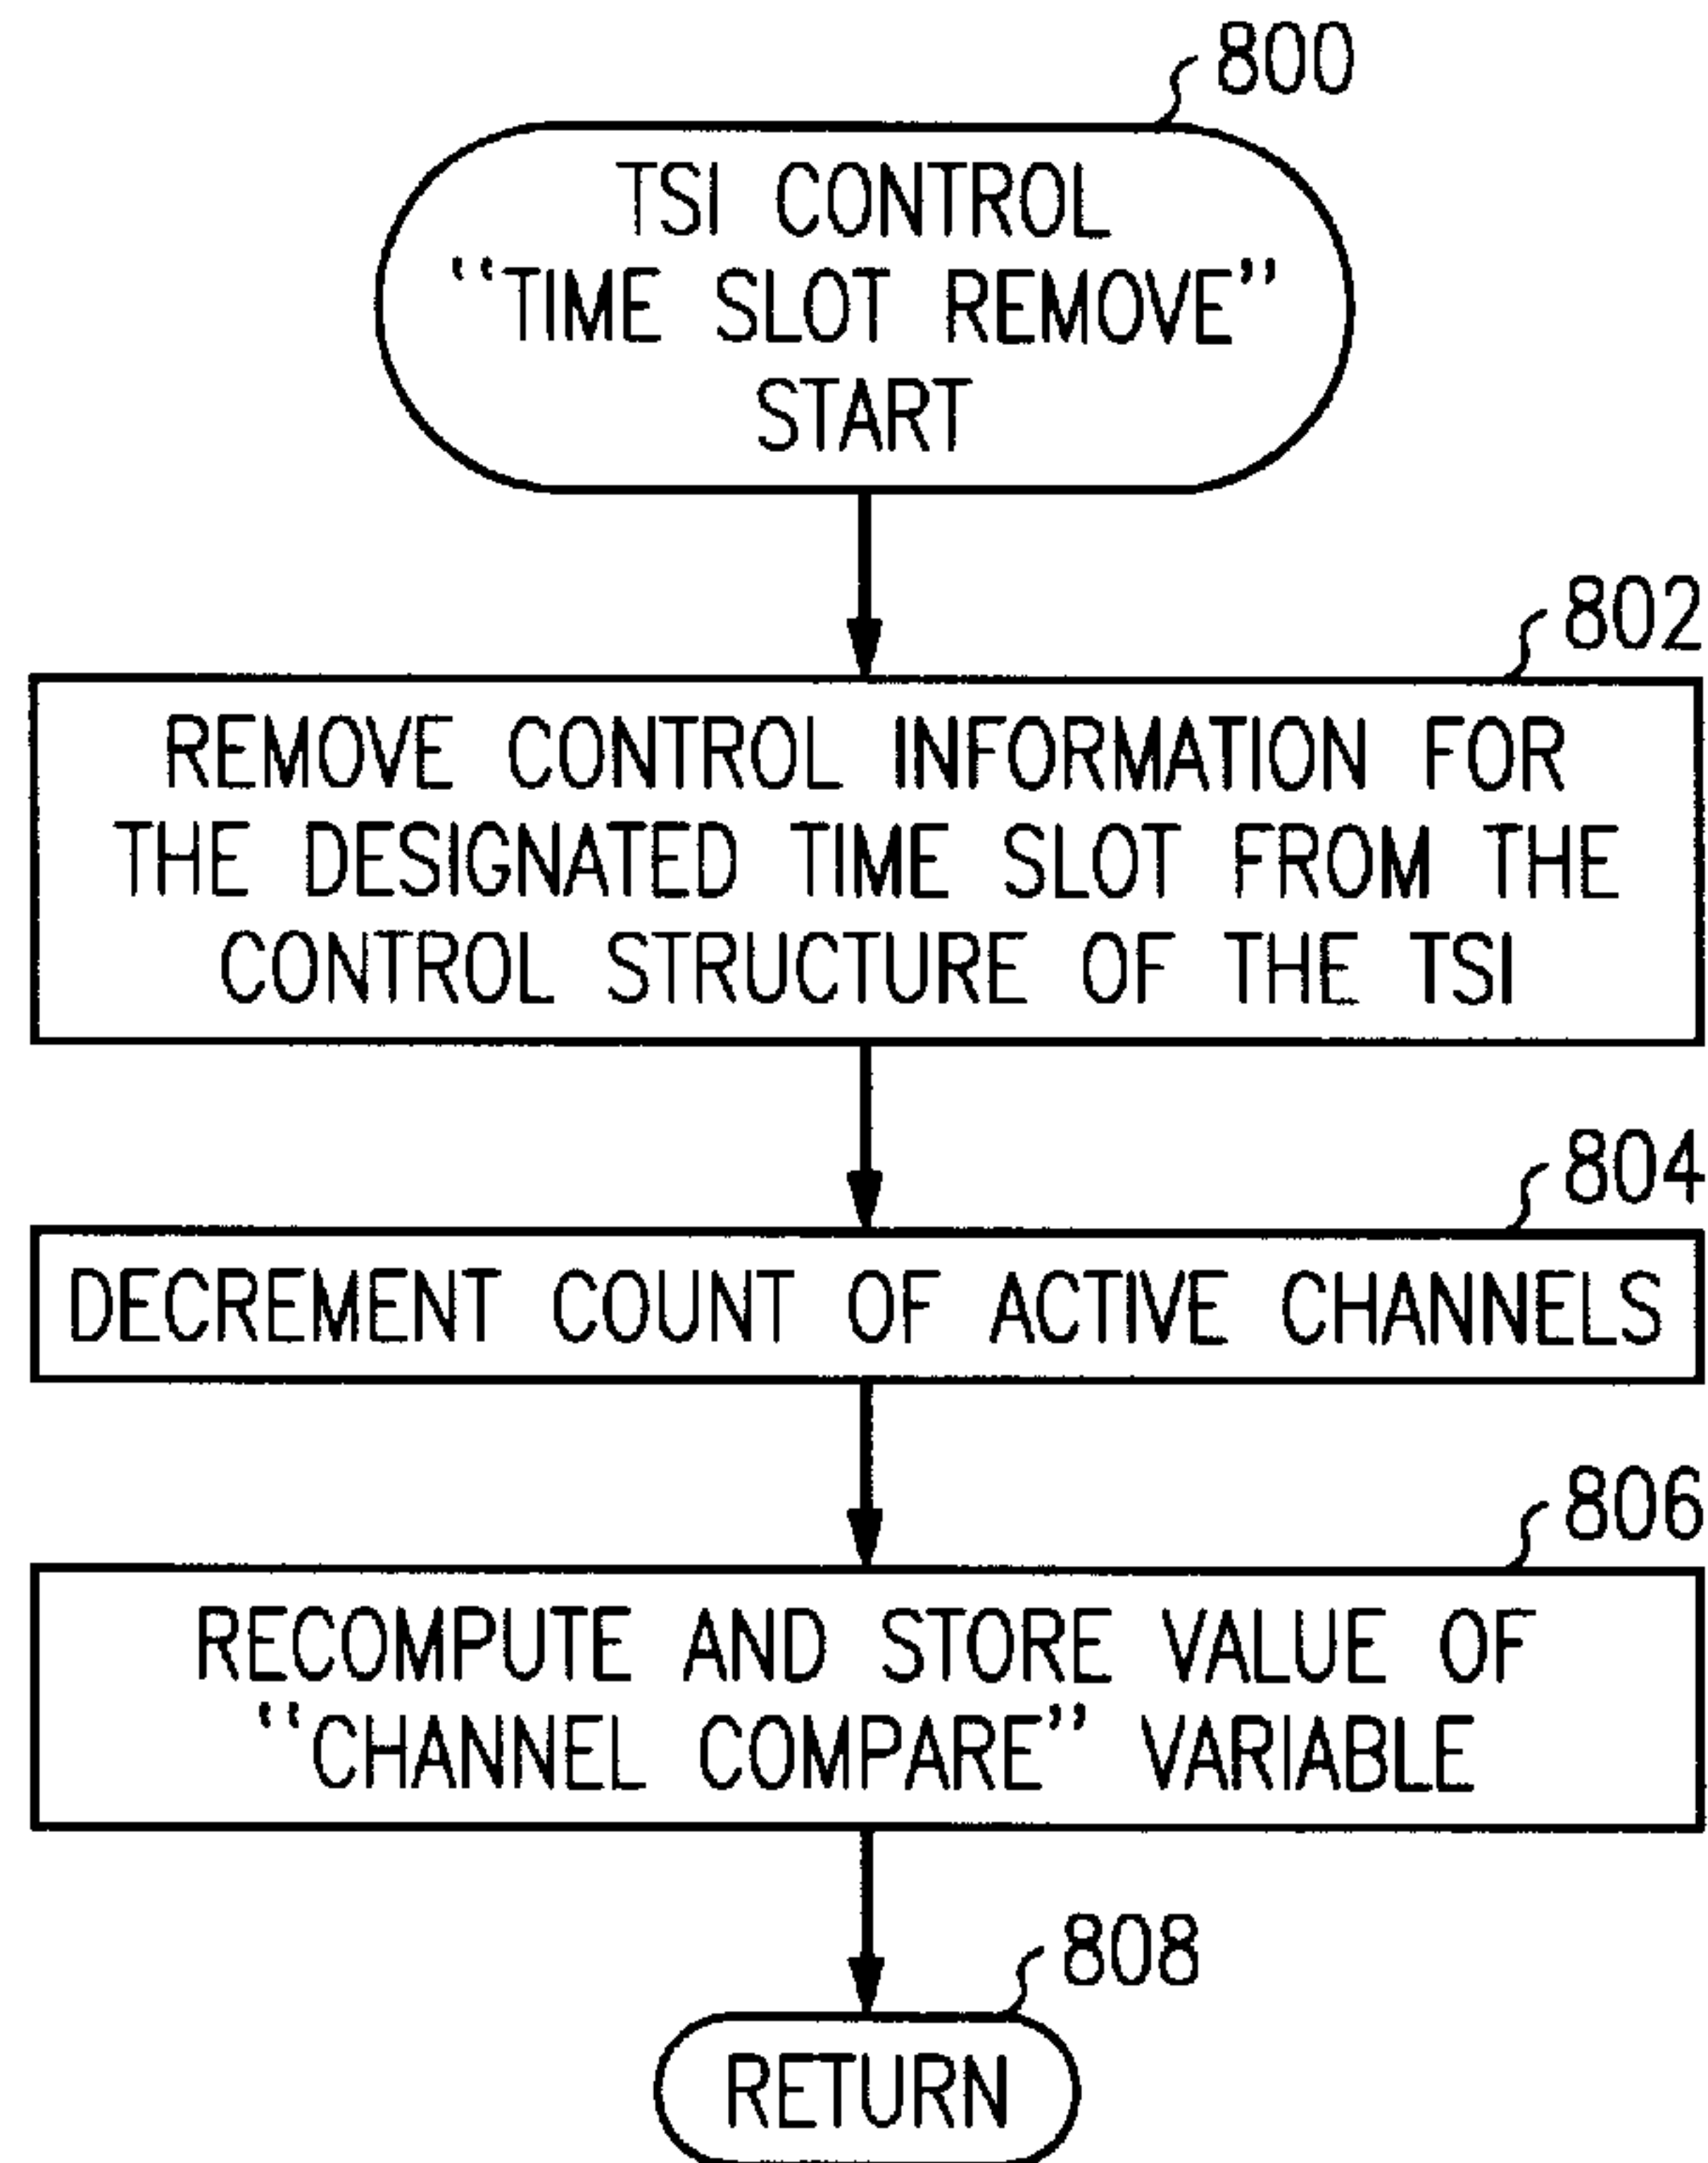 800
TSI CONTROL
"TIME SLOT REMOVE"
START
802
REMOVE CONTROL INFORMATION FOR
THE DESIGNATED TIME SLOT FROM THE
CONTROL STRUCTURE OF THE TSI
804
DECREMENT COUNT OF ACTIVE CHANNELS
806
RECOMPUTE AND STORE VALUE OF
"CHANNEL COMPARE" VARIABLE
808
RETURN